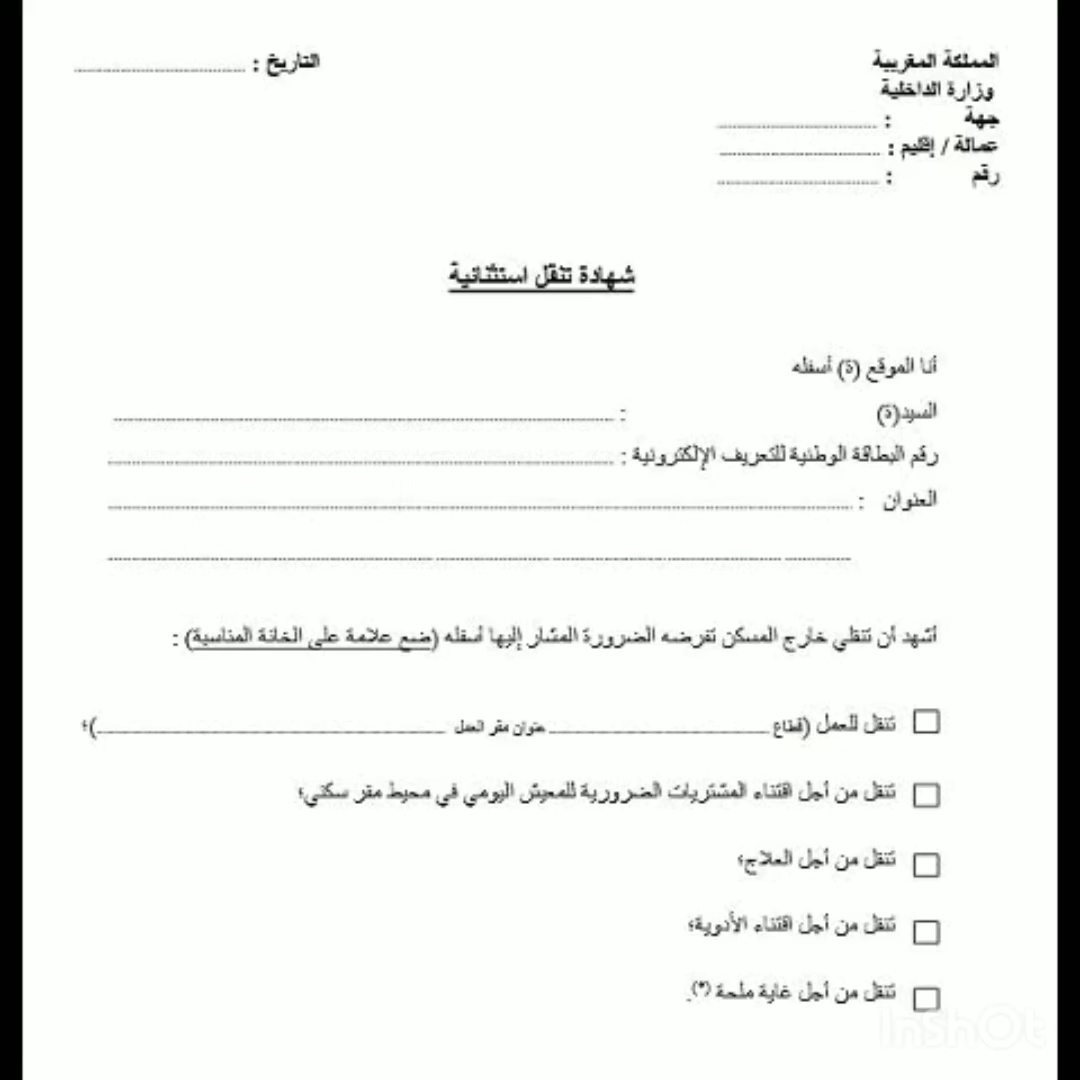 المملكة المغربية
وزارة الداخلية
جهة :
عمالة / إقليم :
رقم :
التاريخ :
شهادة تنقل استثنائية
أنا الموقع (ة) أسفله
السيد(ة) :
رقم البطاقة الوطنية للتعريف الإلكترونية :
العنوان :
أشهد أن تنقلي خارج المسكن تفرضه الضرورة المشار إليها أسفله (ضع علامة على الخانة المناسبة) :
تنقل للعمل (قطاع عنوان مقر العمل )؛
تنقل من أجل اقتناء المشتريات الضرورية للمعيش اليومي في محيط مقر سكني؛
تنقل من أجل العلاج؛
تنقل من أجل اقتناء الأدوية؛
تنقل من أجل غاية ملحة (*).
InshOt